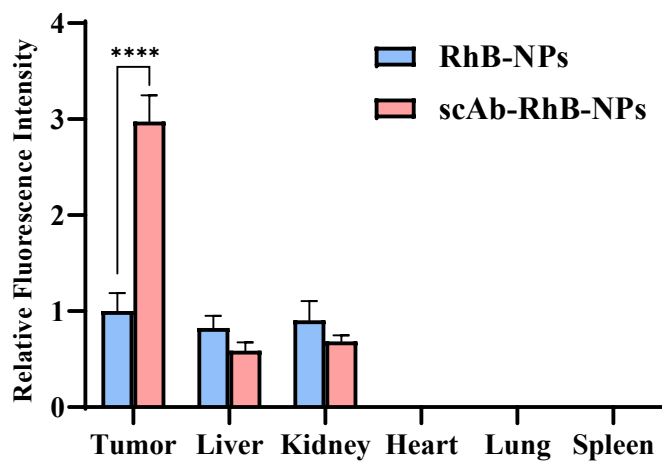 Relative Fluorescence Intensity
4
3
2
1
0
****
RhB-NPs
scAb-RhB-NPs
Tumor Liver Kidney Heart Lung Spleen